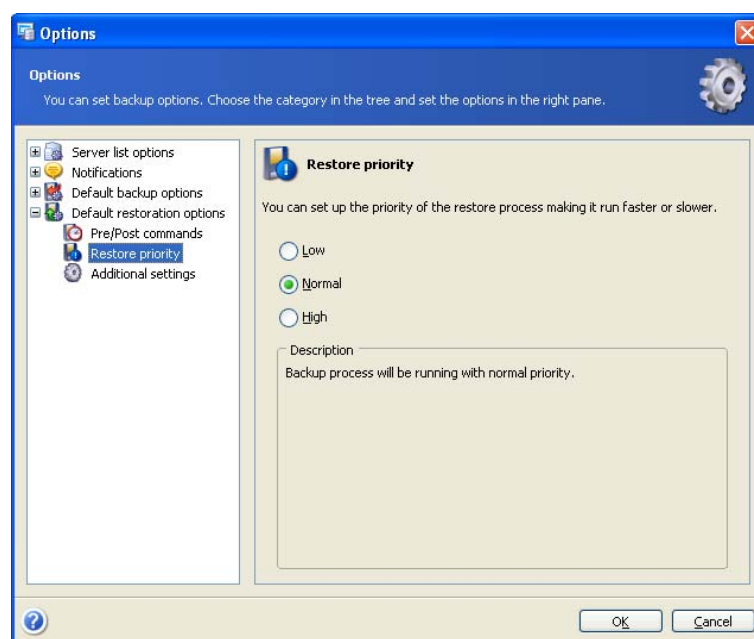 Options
Options
You can set backup options. Choose the category in the tree and set the options in the right pane.
Server list options
Notifications
Default backup options
Default restoration options
Pre/Post commands
Restore priority
Additional settings
Restore priority
You can set up the priority of the restore process making it run faster or slower.
Low
Normal
High
Description
Backup process will be running with normal priority.
OK
Cancel